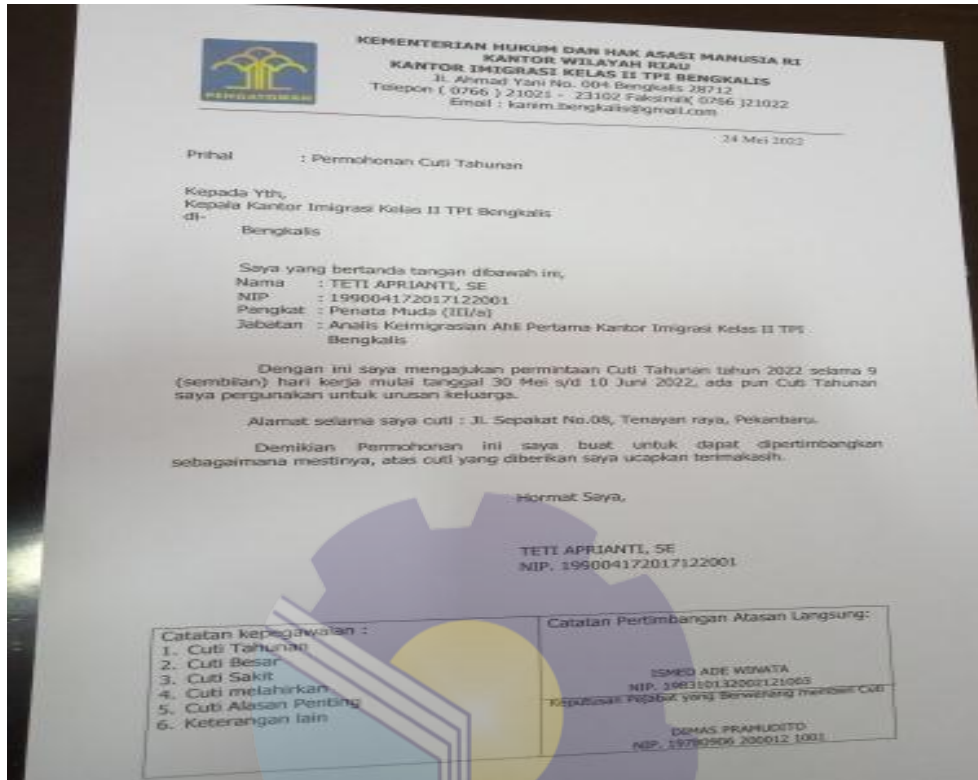 KEMENTERIAN HUKUM DAN HAK ASASI MANUSIA RI
KANTOR WILAYAH RIAU
KANTOR IMIGRASI KELAS II TPI BENGKALIS
Jl. Ahmad Yani No. 004 Bengkalis 28712
Telepon ( 0766 ) 21021 - 23102 Faksimili( 0766 )21022
Email : kanim.bengkalis@gmail.com
PENGAYOMAN
24 Mei 2022
Prihal : Permohonan Cuti Tahunan
Kepada Yth,
Kepala Kantor Imigrasi Kelas II TPI Bengkalis
di-
Bengkalis
Saya yang bertanda tangan dibawah ini,
Nama : TETI APRIANTI, SE
NIP : 199004172017122001
Pangkat : Penata Muda (III/a)
Jabatan : Analis Keimigrasian Ahli Pertama Kantor Imigrasi Kelas II TPI
Bengkalis
Dengan ini saya mengajukan permintaan Cuti Tahunan tahun 2022 selama 9
(sembilan) hari kerja mulai tanggal 30 Mei s/d 10 Juni 2022, ada pun Cuti Tahunan
saya pergunakan untuk urusan keluarga.
Alamat selama saya cuti : Jl. Sepakat No.08, Tenayan raya, Pekanbaru.
Demikian Permohonan ini saya buat untuk dapat dipertimbangkan
sebagaimana mestinya, atas cuti yang diberikan saya ucapkan terimakasih.
Hormat Saya,
TETI APRIANTI, SE
NIP. 199004172017122001
Catatan kepegawaian :
1. Cuti Tahunan
2. Cuti Besar
3. Cuti Sakit
4. Cuti melahirkan
5. Cuti Alasan Penting
6. Keterangan lain
Catatan Pertimbangan Atasan Langsung:
ISMED ADE WINATA
NIP. 198310132002121003
Keputusan Pejabat yang Berwenang memberi Cuti
DIMAS PRAMUDITO
NIP. 19780906 200012 1001